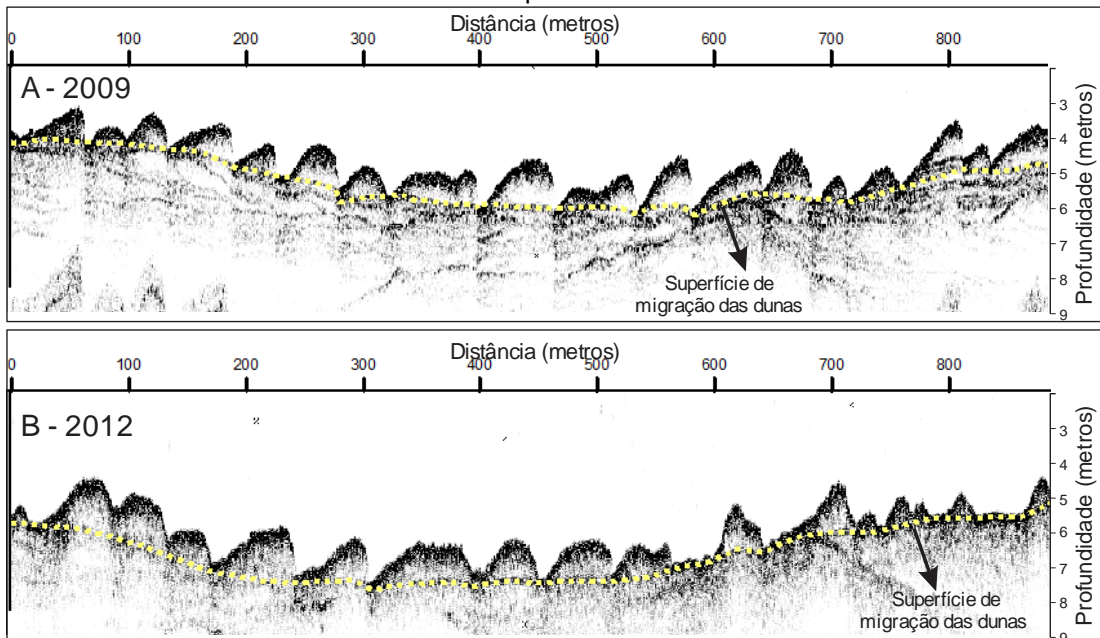 Distância (metros)
0 100 200 300 400 500 600 700 800
A - 2009
3
4
5
6
7
8
9
Profundidade (metros)
Superfície de
migração das dunas
Distância (metros)
0 100 200 300 400 500 600 700 800
B - 2012
3
4
5
6
7
8
9
Profundidade (metros)
Superfície de
migração das dunas